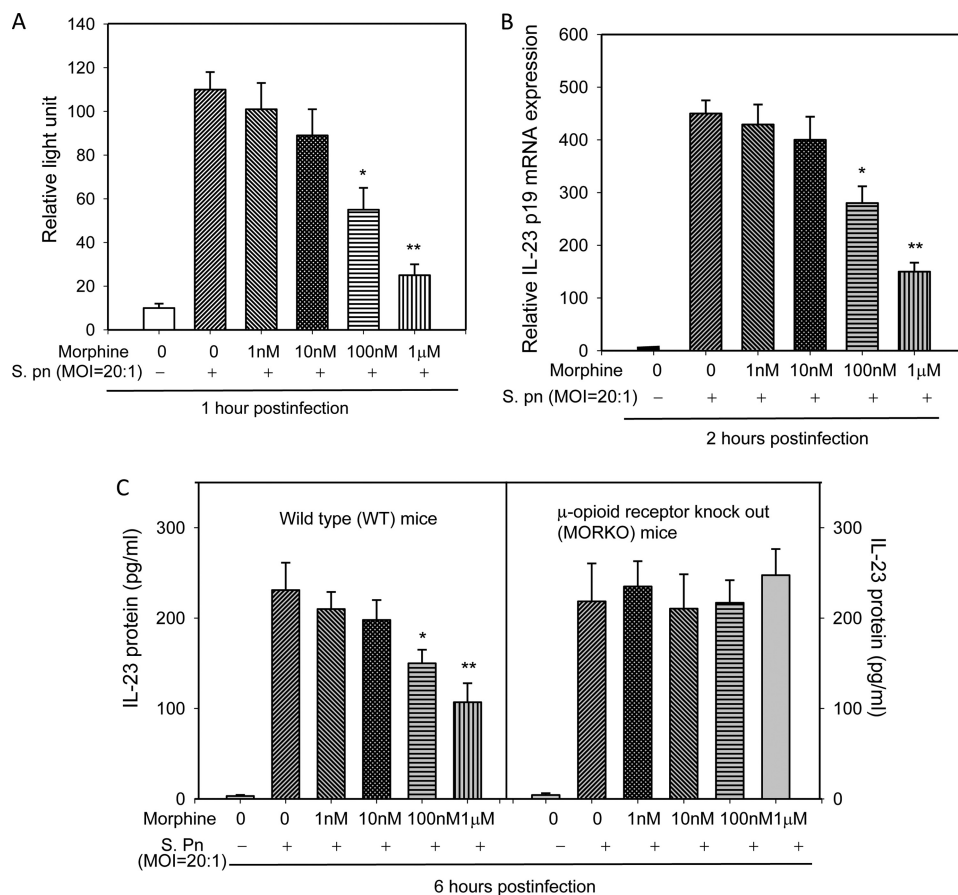 A
140
120
100
80
60
40
20
0
Relative light unit
*
**
Morphine 0 0 1nM 10nM 100nM 1μM
S. pn (MOI=20:1) – + + + + +
1 hour postinfection
B
600
500
450
300
250
150
100
0
Relative IL-23 p19 mRNA expression
*
**
Morphine 0 0 1nM 10nM 100nM 1μM
S. pn (MOI=20:1) – + + + + +
2 hours postinfection
C
Wild type (WT) mice
300
200
100
0
IL-23 protein (pg/ml)
*
**
μ-opioid receptor knock out
(MORKO) mice
300
200
100
0
IL-23
protein (pg/ml)
Morphine 0 0 1nM 10nM 100nM1μM 0 0 1nM 10nM 100nM1μM
S. Pn – + + + + + – + + + + +
(MOI=20:1)
6 hours postinfection